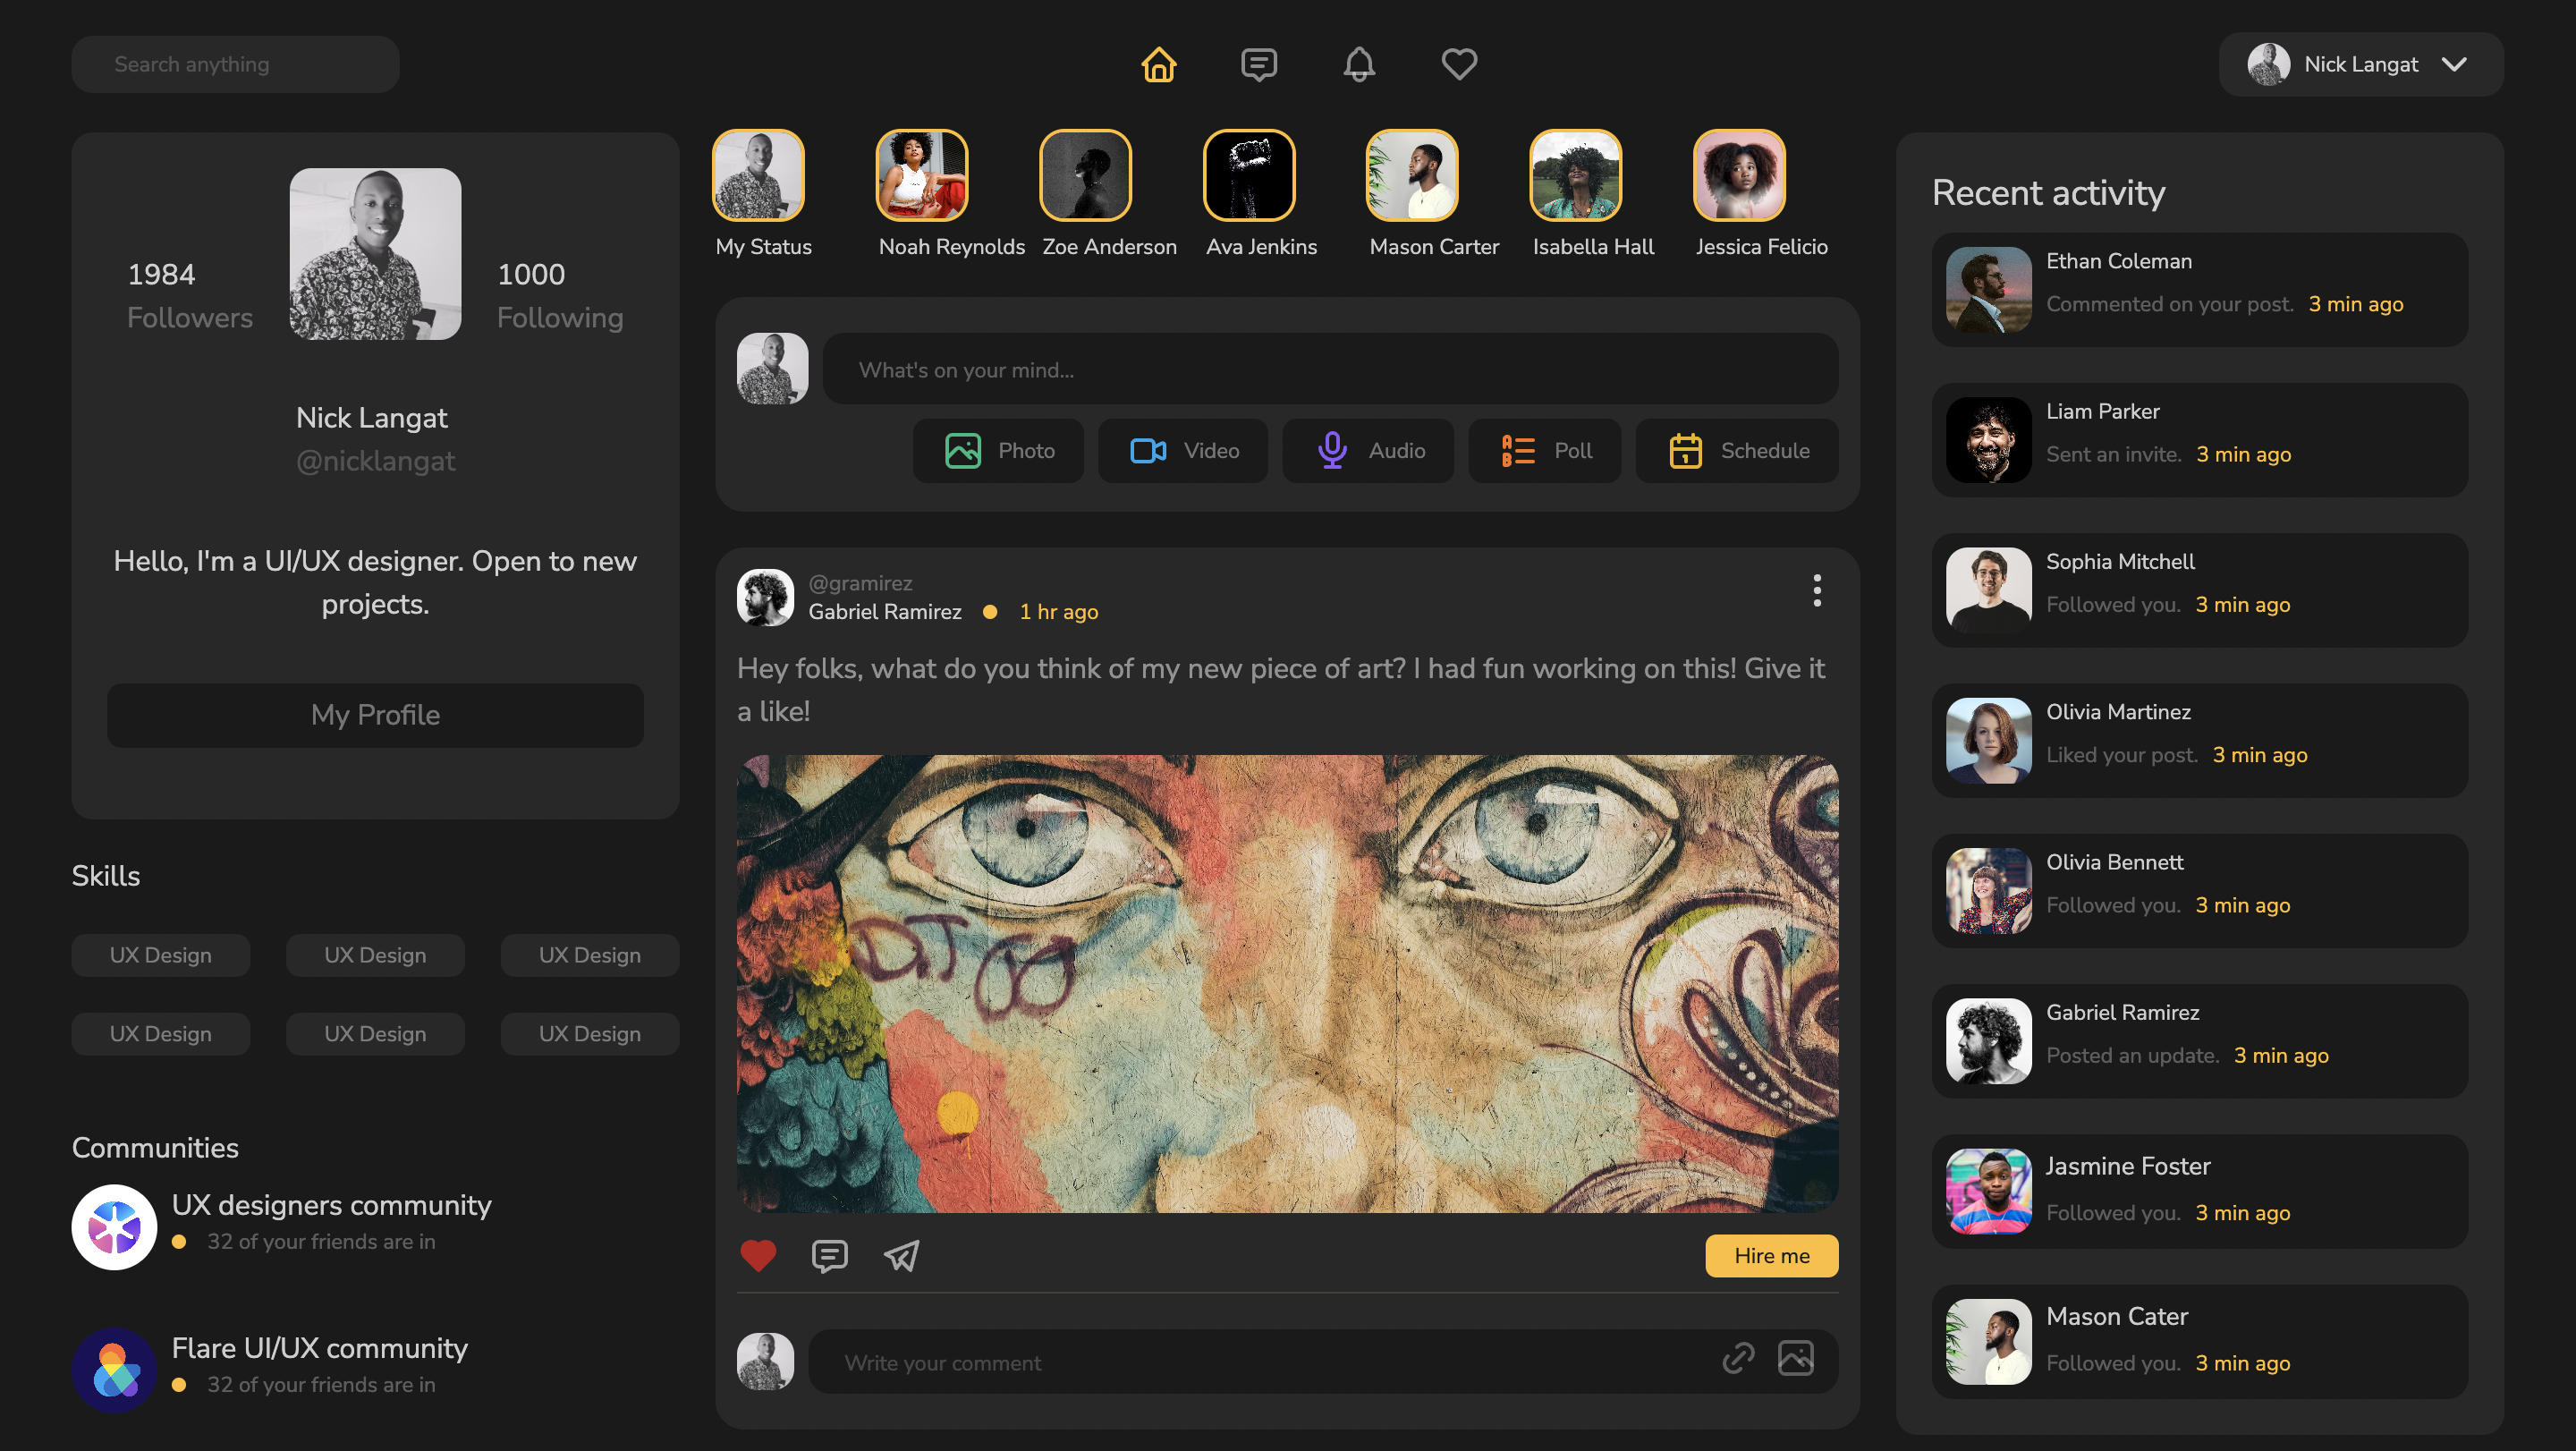 Search anything
Nick Langat
1984
Followers
1000
Following
Nick Langat
@nicklangat
Hello, I'm a UI/UX designer. Open to new
projects.
My Profile
Skills
UX Design
UX Design
UX Design
UX Design
UX Design
UX Design
Communities
UX designers community
32 of your friends are in
Flare UI/UX community
32 of your friends are in
My Status
Noah Reynolds
Zoe Anderson
Ava Jenkins
Mason Carter
Isabella Hall
Jessica Felicio
What's on your mind...
Photo
Video
Audio
A
B
Poll
1
Schedule
@gramirez
Gabriel Ramirez
1 hr ago
Hey folks, what do you think of my new piece of art? I had fun working on this! Give it
a like!
Hire me
Write your comment
Recent activity
Ethan Coleman
Commented on your post. 3 min ago
Liam Parker
Sent an invite. 3 min ago
Sophia Mitchell
Followed you. 3 min ago
Olivia Martinez
Liked your post. 3 min ago
Olivia Bennett
Followed you. 3 min ago
Gabriel Ramirez
Posted an update. 3 min ago
Jasmine Foster
Followed you. 3 min ago
Mason Cater
Followed you. 3 min ago